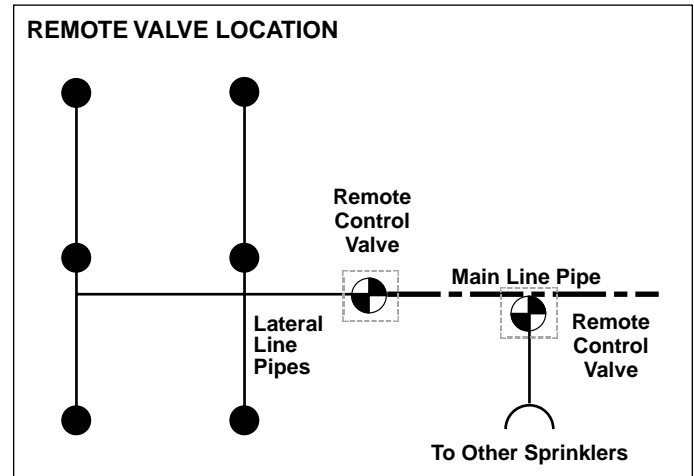 REMOTE VALVE LOCATION
Remote
Control
Valve
Main Line Pipe
Lateral
Line
Pipes
Remote
Control
Valve
To Other Sprinklers